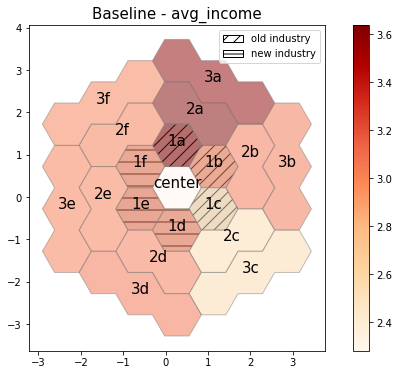 Baseline - avg_income
old industry
new industry
3a
3f
2a
2f
1a
2b
1f
1b
3b
center
2e
3e
1e
1c
1d
2c
2d
3c
3d
4
3
2
1
0
−1
−2
−3
−3
−2
−1
0
1
2
3
3.6
3.4
3.2
3.0
2.8
2.6
2.4